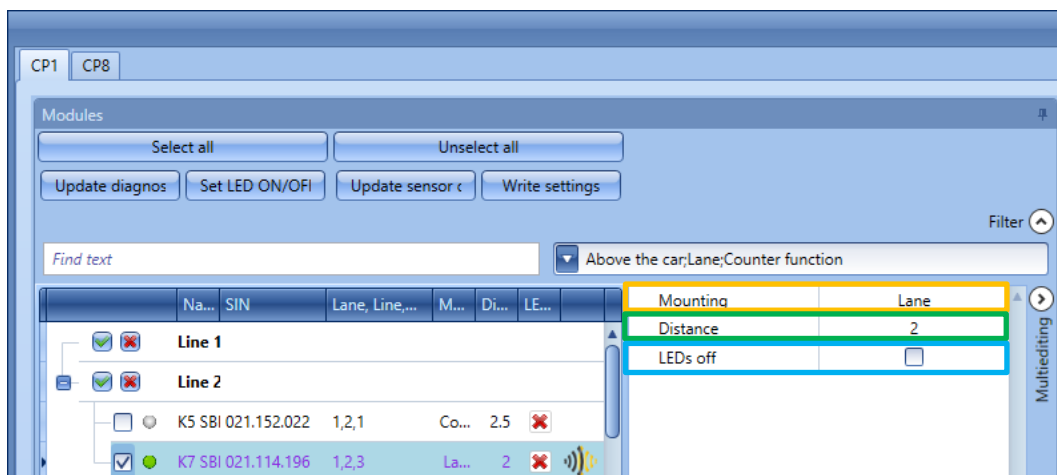 CP1 CP8
Modules
Select all Unselect all
Update diagnos Set LED ON/OFI Update sensor c Write settings
Filter
Find text Above the car;Lane;Counter function
Na... SIN Lane, Line,... M... Di... LE...
Mounting Lane
Distance 2
LEDs off
Multiediting
Line 1
Line 2
K5 SBI 021.152.022 1,2,1 Co... 2.5
K7 SBI 021.114.196 1,2,3 La... 2